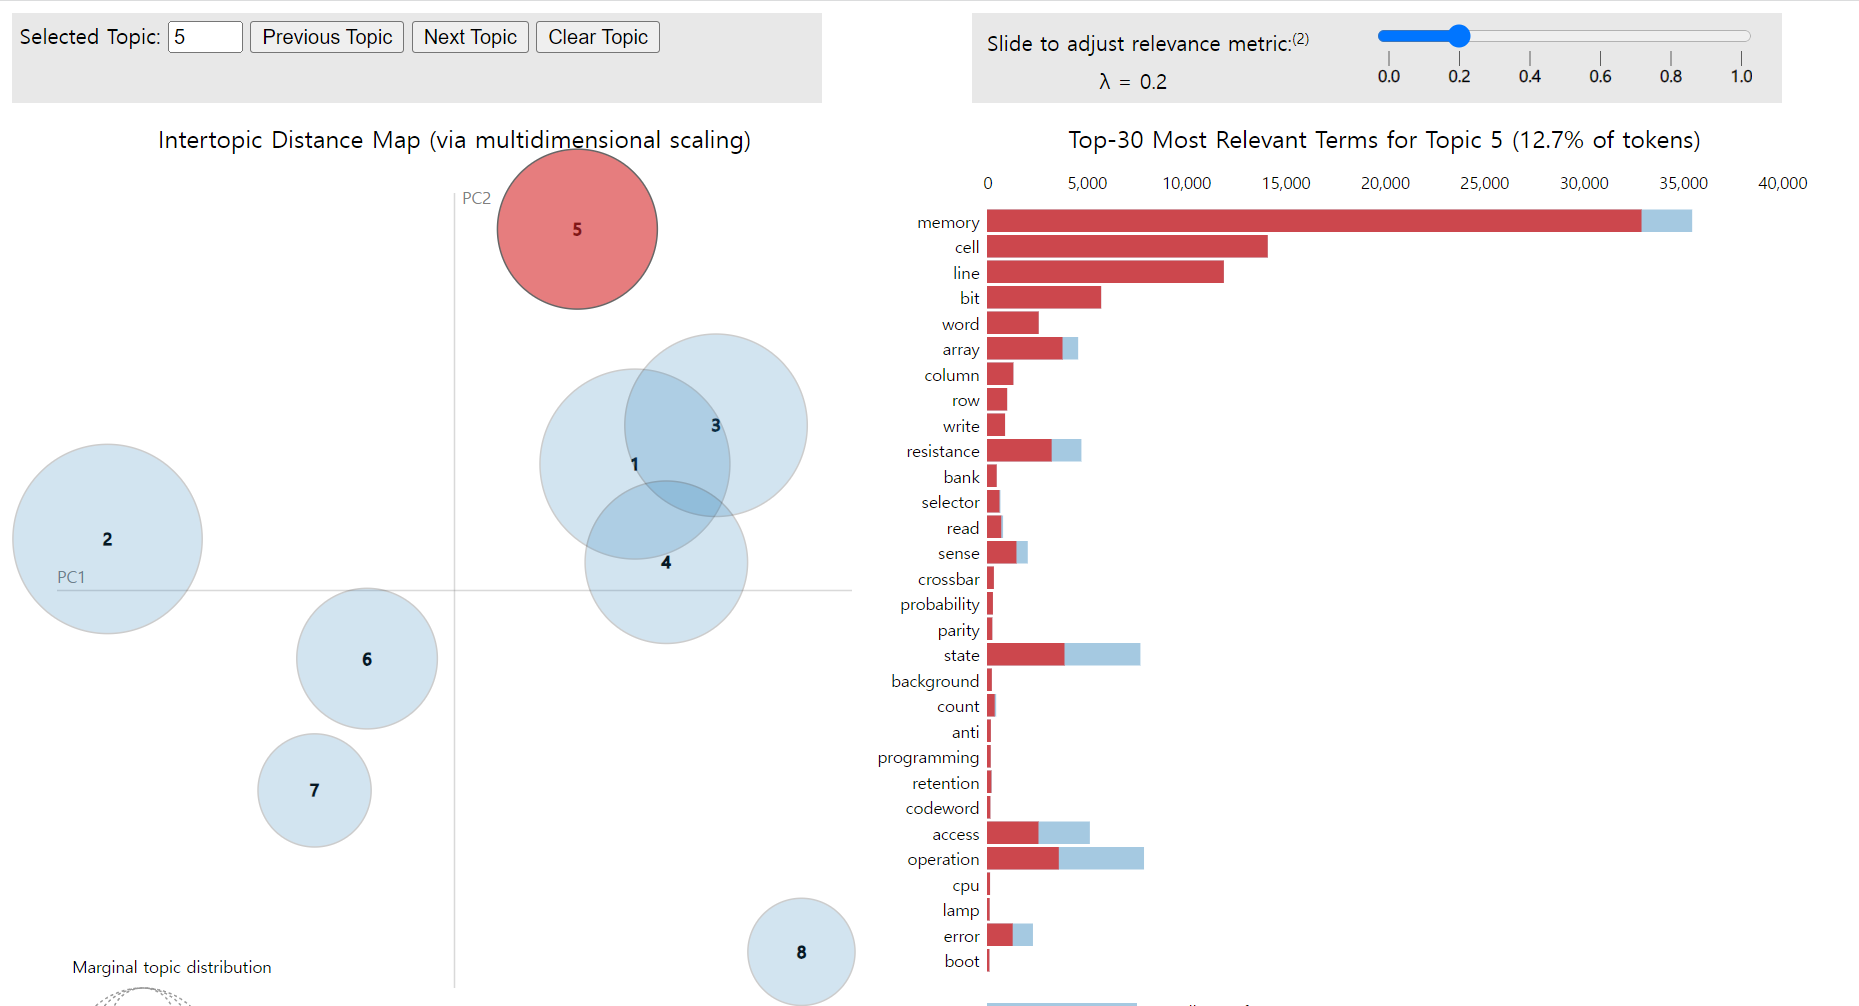 Selected Topic: 5 Previous Topic Next Topic Clear Topic
Slide to adjust relevance metric:(2)
λ = 0.2
0.0 0.2 0.4 0.6 0.8 1.0
Intertopic Distance Map (via multidimensional scaling)
PC2
5
3
1
2
4
PC1
6
7
8
Marginal topic distribution
Top-30 Most Relevant Terms for Topic 5 (12.7% of tokens)
0 5,000 10,000 15,000 20,000 25,000 30,000 35,000 40,000
memory
cell
line
bit
word
array
column
row
write
resistance
bank
selector
read
sense
crossbar
probability
parity
state
background
count
anti
programming
retention
codeword
access
operation
cpu
lamp
error
boot